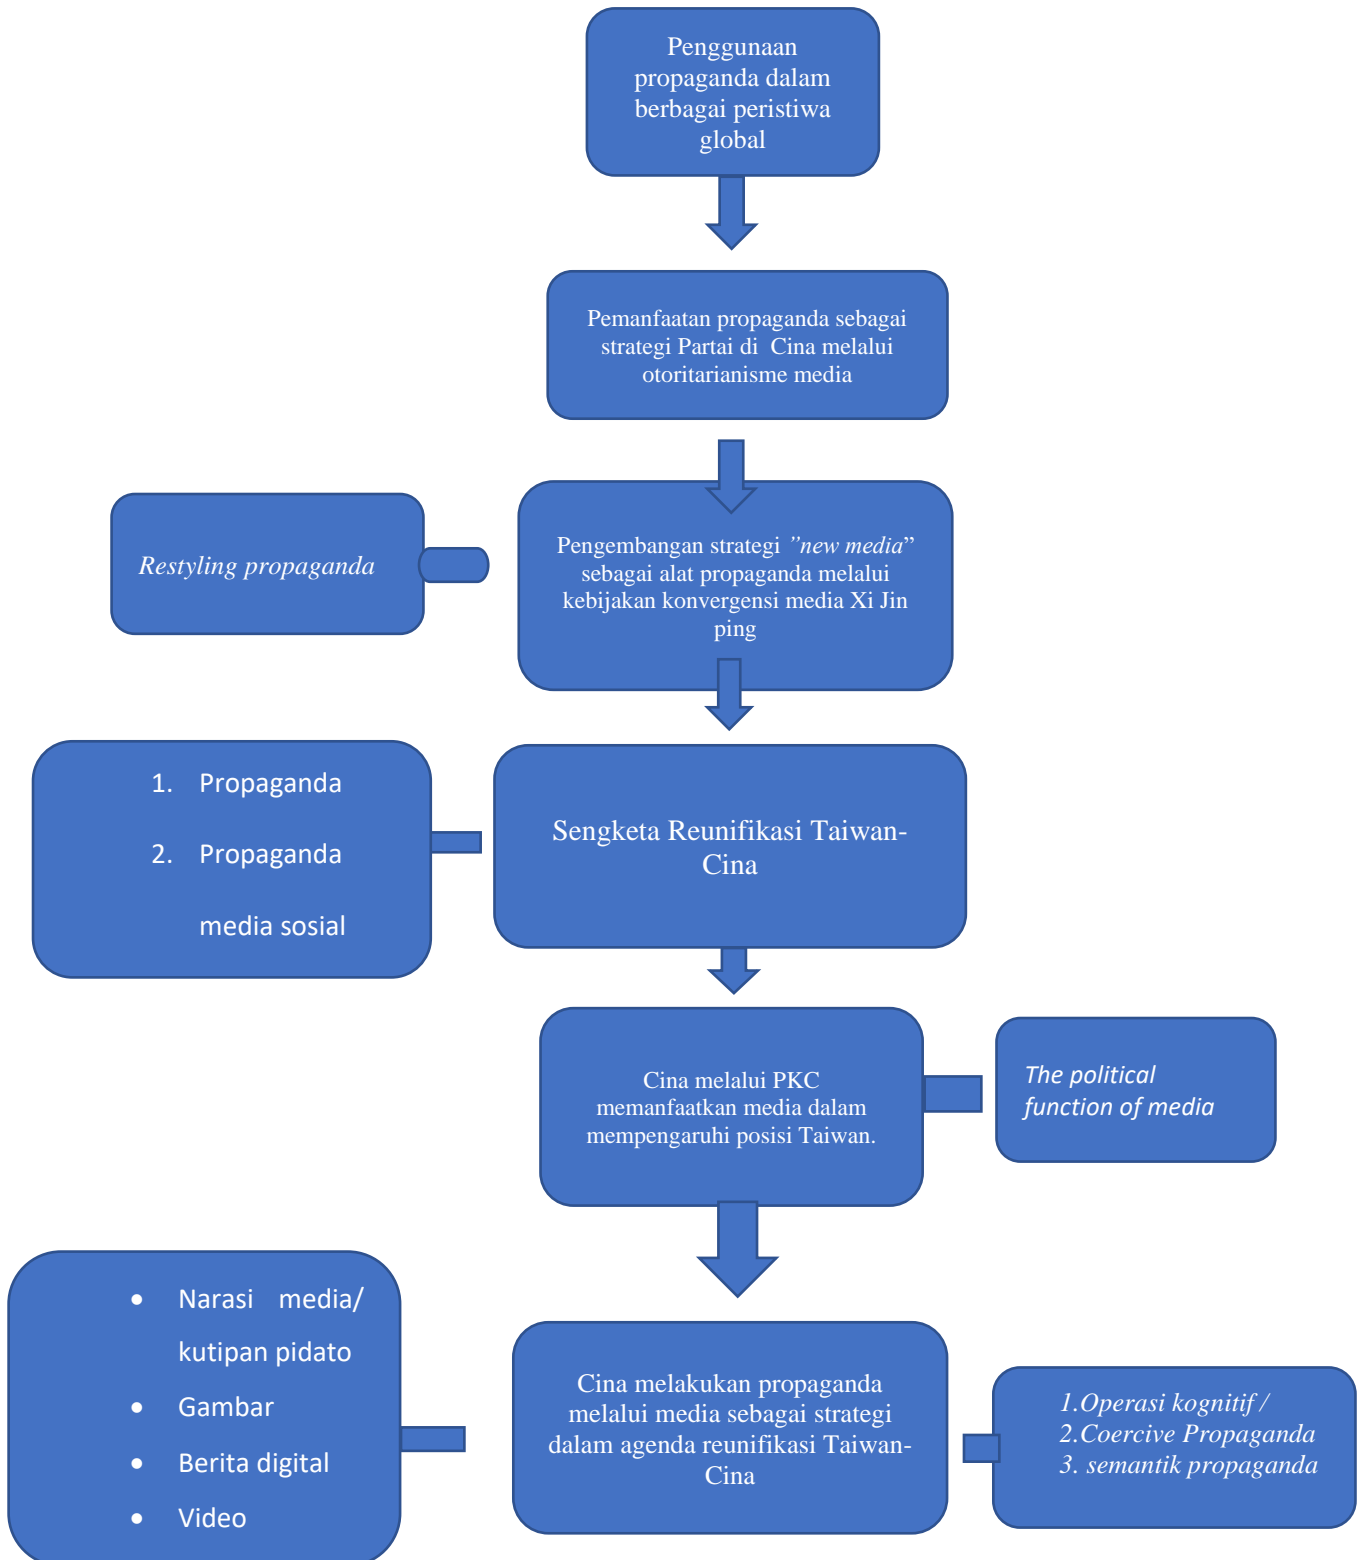 Penggunaan
propaganda dalam
berbagai peristiwa
global
Pemanfaatan propaganda sebagai
strategi Partai di Cina melalui
otoritarianisme media
Restyling propaganda
Pengembangan strategi ”new media”
sebagai alat propaganda melalui
kebijakan konvergensi media Xi Jin
ping
1. Propaganda
2. Propaganda
media sosial
Sengketa Reunifikasi Taiwan-
Cina
Cina melalui PKC
memanfaatkan media dalam
mempengaruhi posisi Taiwan.
The political
function of media
• Narasi media/
kutipan pidato
• Gambar
• Berita digital
• Video
Cina melakukan propaganda
melalui media sebagai strategi
dalam agenda reunifikasi Taiwan-
Cina
1.Operasi kognitif /
2.Coercive Propaganda
3. semantik propaganda